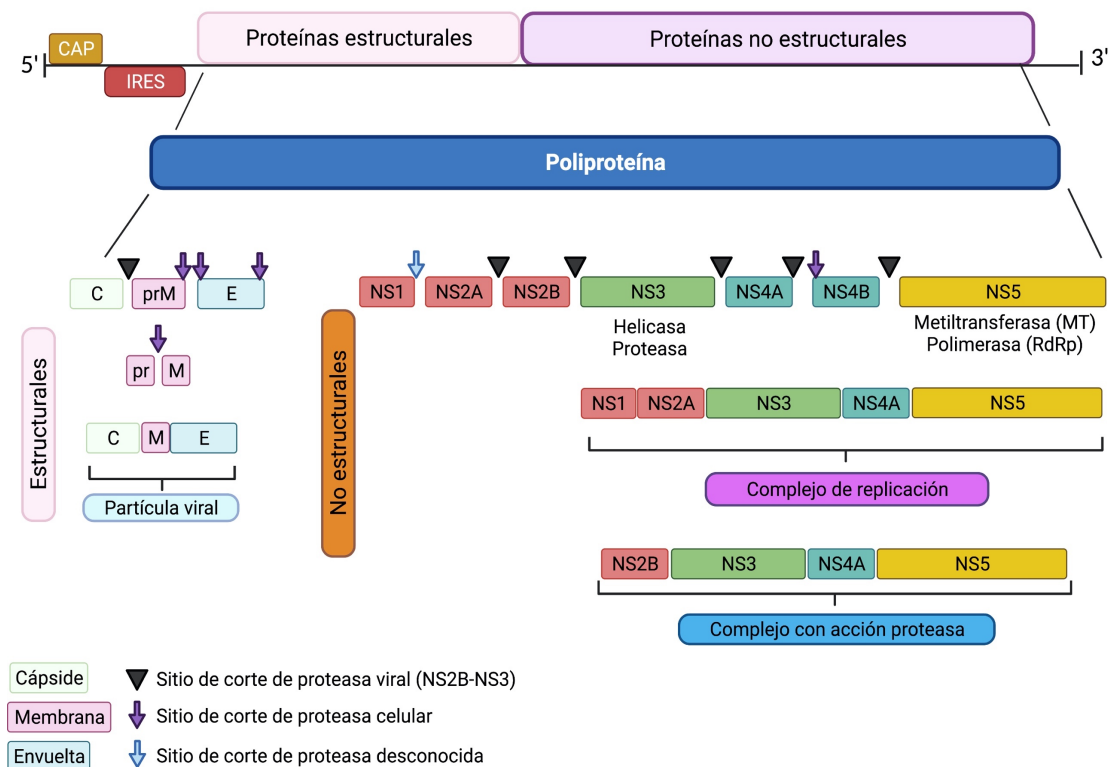 CAP
Proteínas estructurales
Proteínas no estructurales
5'
3'
IRES
Poliproteína
C
prM
E
NS1
NS2A
NS2B
NS3
NS4A
NS4B
NS5
Helicasa
Proteasa
Metiltransferasa (MT)
Polimerasa (RdRp)
Estructurales
pr
M
C
M
E
Partícula viral
No estructurales
NS1
NS2A
NS3
NS4A
NS5
Complejo de replicación
NS2B
NS3
NS4A
NS5
Complejo con acción proteasa
Cápside
Sitio de corte de proteasa viral (NS2B-NS3)
Membrana
Sitio de corte de proteasa celular
Envuelta
Sitio de corte de proteasa desconocida